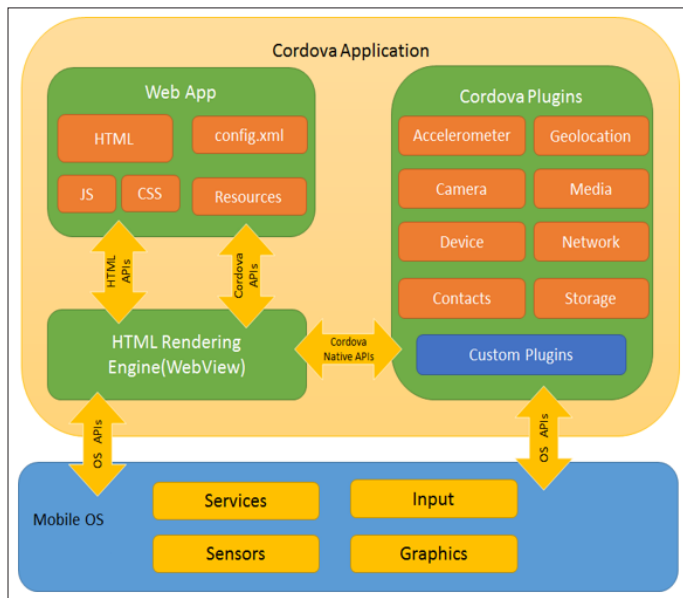 Cordova Application
Web App
HTML
config.xml
JS
CSS
Resources
HTML
APIs
Cordova
APIs
HTML Rendering
Engine(WebView)
Cordova
Native APIs
Cordova Plugins
Accelerometer
Geolocation
Camera
Media
Device
Network
Contacts
Storage
Custom Plugins
OS APIs
OS APIs
Mobile OS
Services
Input
Sensors
Graphics